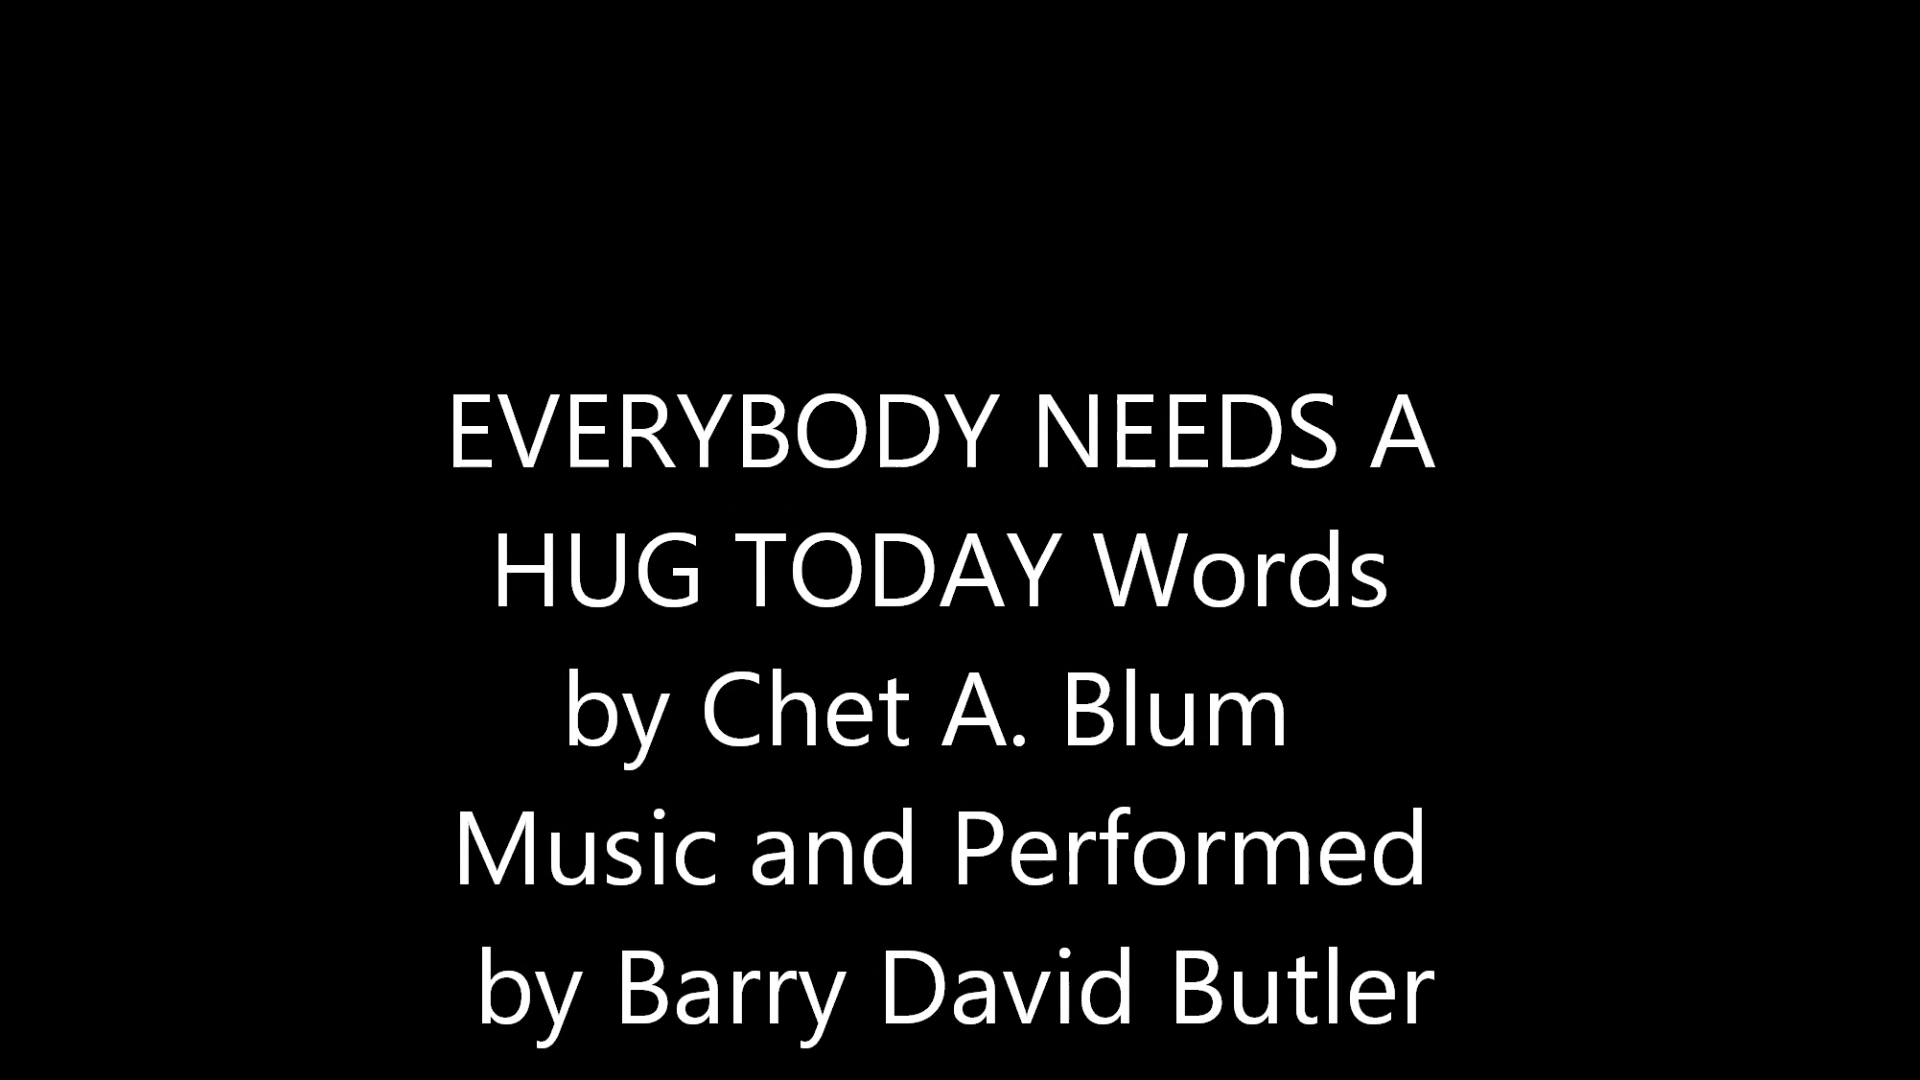 EVERYBODY NEEDS A
HUG TODAY Words
by Chet A. Blum
Music and Performed
by Barry David Butler